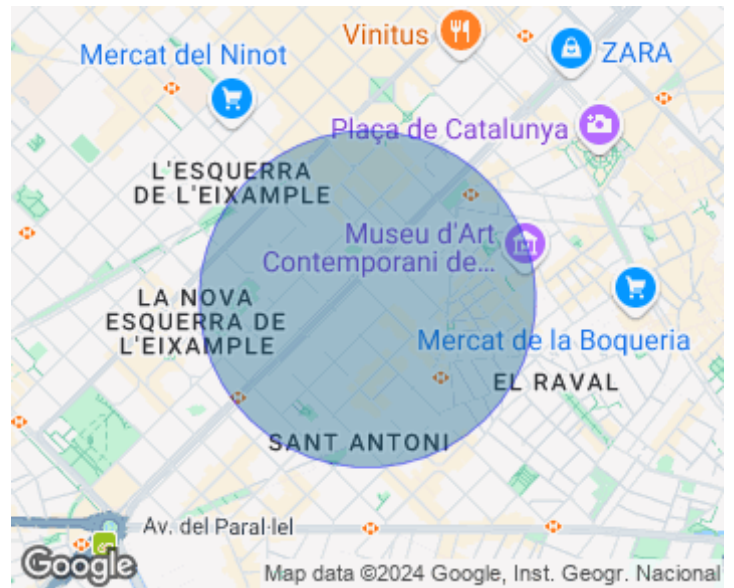 Vinitus
Mercat del Ninot
ZARA
Plaça de Catalunya
L'ESQUERRA
DE L'EIXAMPLE
Museu d'Art
Contemporani de...
LA NOVA
ESQUERRA DE
L'EIXAMPLE
Mercat de la Boqueria
EL RAVAL
SANT ANTONI
Av. del Paral·lel
Google
Map data ©2024 Google, Inst. Geogr. Nacional